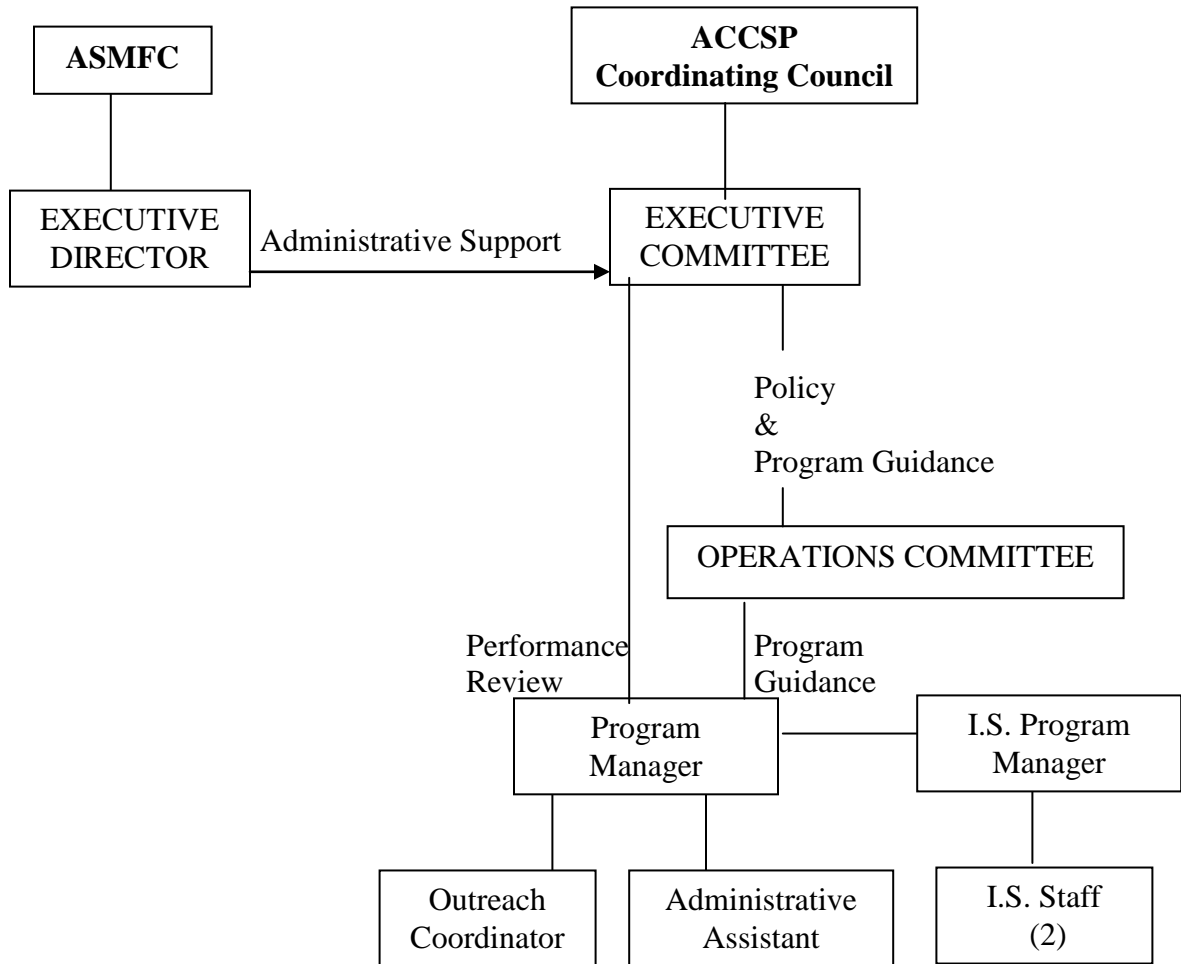 ASMFC
ACCSP
Coordinating Council
EXECUTIVE
DIRECTOR
Administrative Support
EXECUTIVE
COMMITTEE
Policy
&
Program Guidance
OPERATIONS COMMITTEE
Performance
Review
Program
Guidance
Program
Manager
I.S. Program
Manager
Outreach
Coordinator
Administrative
Assistant
I.S. Staff
(2)